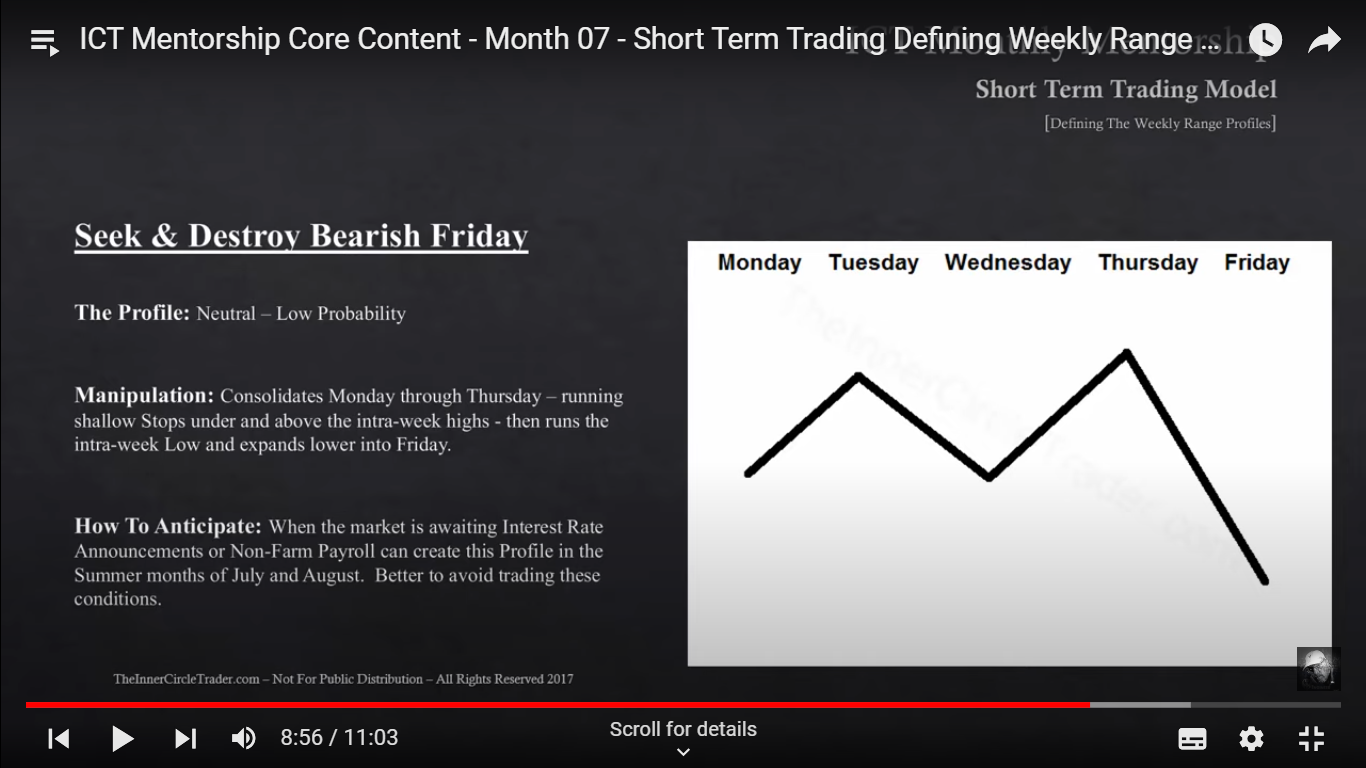 ICT Mentorship Core Content - Month 07 - Short Term Trading Defining Weekly Range ...
ICT Monthly Mentorship
Short Term Trading Model
[Defining The Weekly Range Profiles]
Seek & Destroy Bearish Friday
The Profile: Neutral – Low Probability
Manipulation: Consolidates Monday through Thursday – running
shallow Stops under and above the intra-week highs - then runs the
intra-week Low and expands lower into Friday.
How To Anticipate: When the market is awaiting Interest Rate
Announcements or Non-Farm Payroll can create this Profile in the
Summer months of July and August. Better to avoid trading these
conditions.
Monday Tuesday Wednesday Thursday Friday
TheInnerCircleTrader.com
TheInnerCircleTrader.com – Not For Public Distribution – All Rights Reserved 2017
8:56 / 11:03
Scroll for details